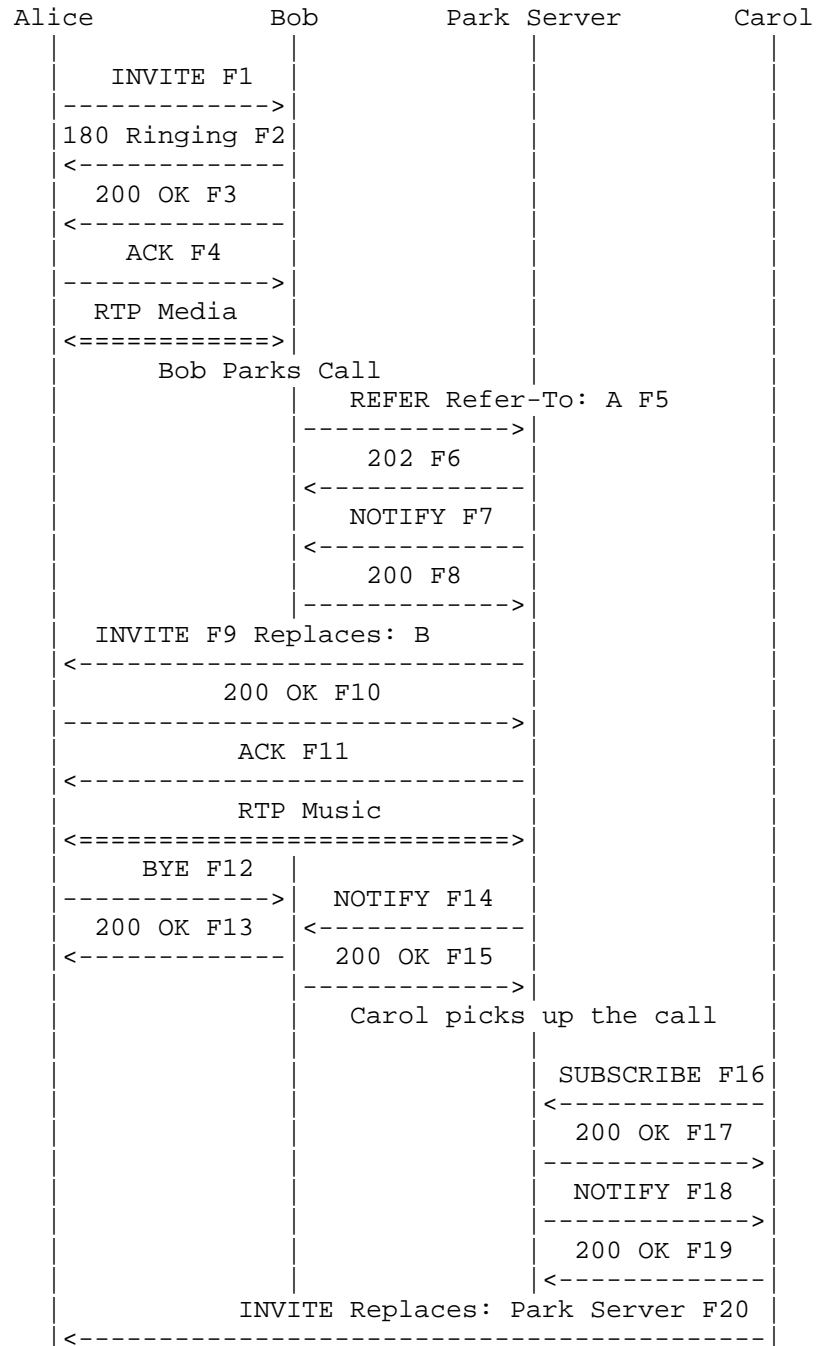 Alice Bob Park Server Carol
INVITE F1
180 Ringing F2
200 OK F3
ACK F4
RTP Media
Bob Parks Call
REFER Refer-To: A F5
202 F6
NOTIFY F7
200 F8
INVITE F9 Replaces: B
200 OK F10
ACK F11
RTP Music
BYE F12
NOTIFY F14
200 OK F13
200 OK F15
Carol picks up the call
SUBSCRIBE F16
200 OK F17
NOTIFY F18
200 OK F19
INVITE Replaces: Park Server F20